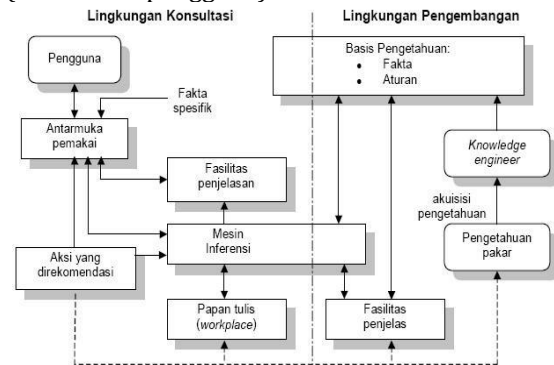 Lingkungan Konsultasi
Lingkungan Pengembangan
Pengguna
Fakta
spesifik
Antarmuka
pemakai
Fasilitas
penjelasan
Mesin
Inferensi
Aksi yang
direkomendasi
Papan tulis
(workplace)
Basis Pengetahuan:
• Fakta
• Aturan
Knowledge
engineer
akuisisi
pengetahuan
Pengetahuan
pakar
Fasilitas
penjelas